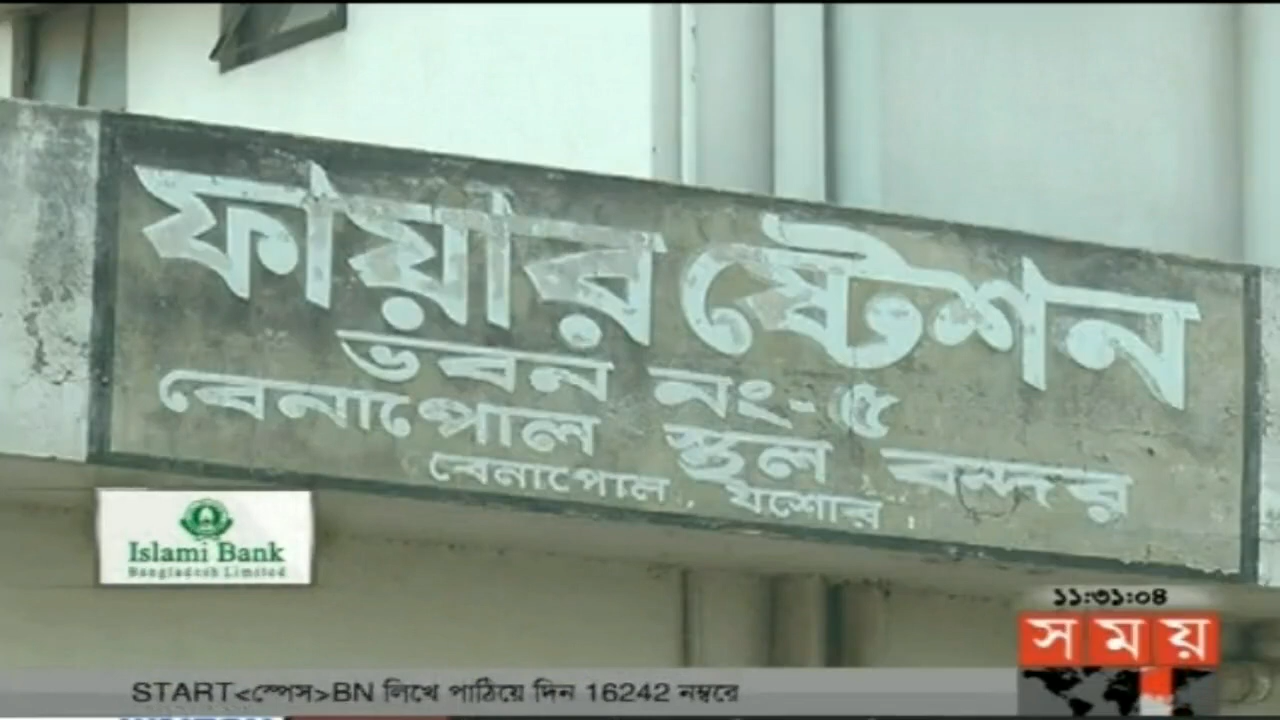 ফায়ার ষ্টেশন
ভবন নং-৫
বেনাপোল স্থল বন্দর
বেনাপোল, যশোর।
Islami Bank
Bangladesh Limited
১১:৩১:০৪
সময়
START<স্পেস>BN লিখে পাঠিয়ে দিন 16242 নম্বরে